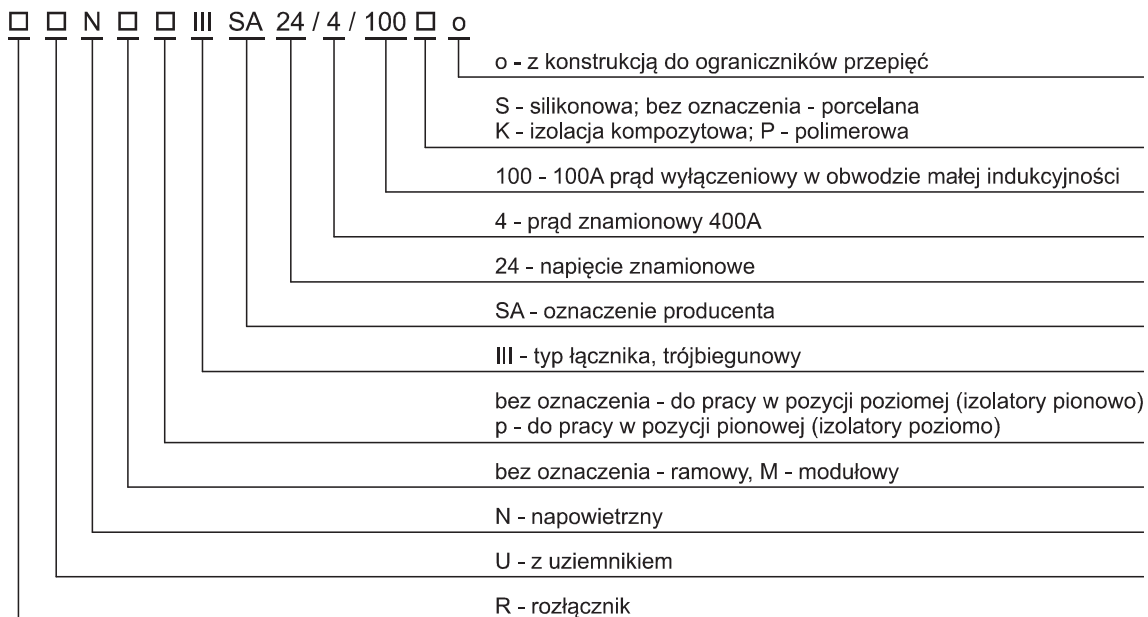 □ □ N □ □ III SA 24 / 4 / 100 □ o
o - z konstrukcją do ograniczników przepięć
S - silikonowa; bez oznaczenia - porcelana
K - izolacja kompozytowa; P - polimerowa
100 - 100A prąd wyłączeniowy w obwodzie małej indukcyjności
4 - prąd znamionowy 400A
24 - napięcie znamionowe
SA - oznaczenie producenta
III - typ łącznika, trójbiegunowy
bez oznaczenia - do pracy w pozycji poziomej (izolatory pionowo)
p - do pracy w pozycji pionowej (izolatory poziomo)
bez oznaczenia - ramowy, M - modułowy
N - napowietrzny
U - z uziemnikiem
R - rozłącznik